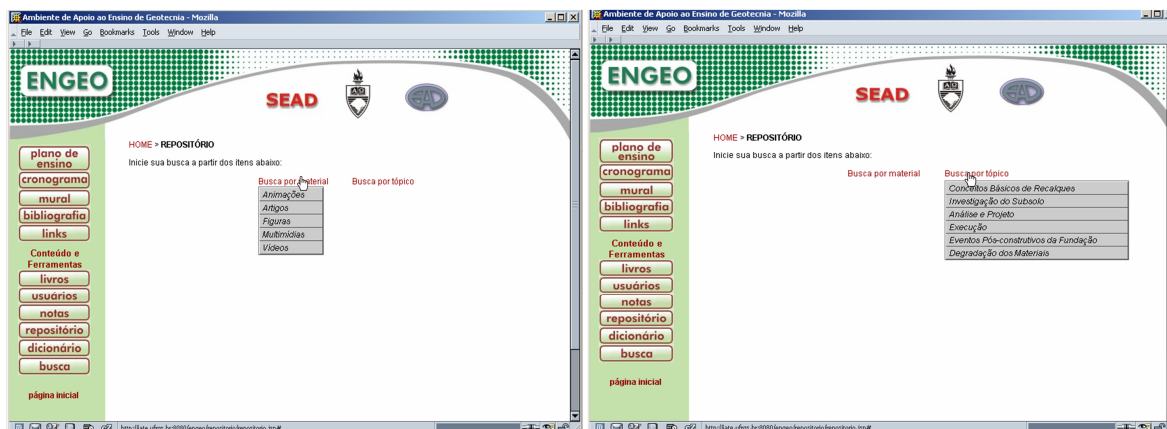 Ambiente de Apoio ao Ensino de Geotecnia - Mozilla
File Edit View Go Bookmarks Tools Window Help
ENGEO
SEAD
HOME > REPOSITÓRIO
Inicie sua busca a partir dos itens abaixo:
Busca por material Busca por tópico
Animações
Artigos
Figuras
Multimídias
Vídeos
plano de
ensino
cronograma
mural
bibliografia
links
Conteúdo e
Ferramentas
livros
usuários
notas
repositório
dicionário
busca
página inicial
Ambiente de Apoio ao Ensino de Geotecnia - Mozilla
File Edit View Go Bookmarks Tools Window Help
ENGEO
SEAD
HOME > REPOSITÓRIO
Inicie sua busca a partir dos itens abaixo:
Busca por material Busca por tópico
Conceitos Básicos de Recalques
Investigação do Subsolo
Análise e Projeto
Execução
Eventos Pós-construtivos da Fundação
Degradação dos Materiais
plano de
ensino
cronograma
mural
bibliografia
links
Conteúdo e
Ferramentas
livros
usuários
notas
repositório
dicionário
busca
página inicial